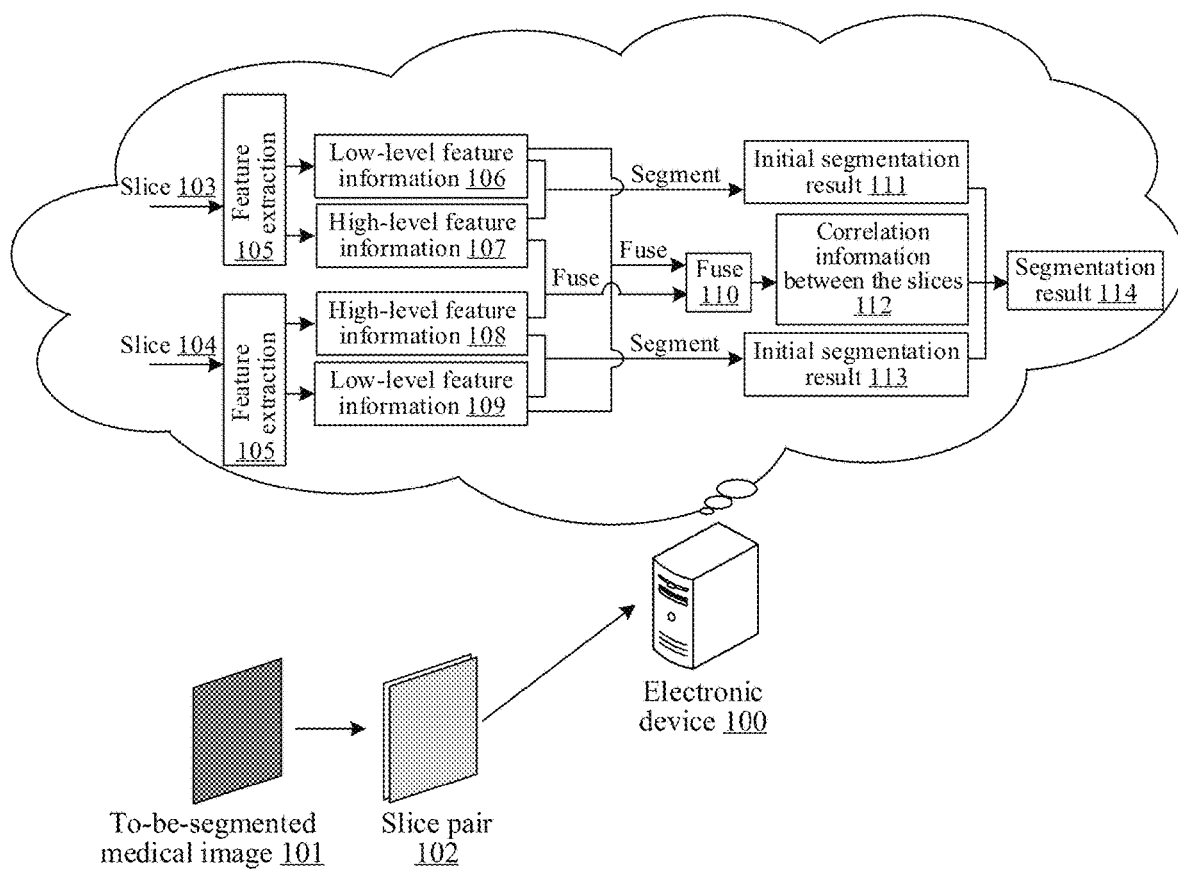 Slice 103
Feature
extraction
105
Low-level feature
information 106
High-level feature
information 107
Segment
Initial segmentation
result 111
Slice 104
Feature
extraction
105
High-level feature
information 108
Low-level feature
information 109
Fuse
Fuse
Fuse
110
Correlation
information
between the slices
112
Segment
Initial segmentation
result 113
Segmentation
result 114
Electronic
device 100
To-be-segmented
medical image 101
Slice pair
102